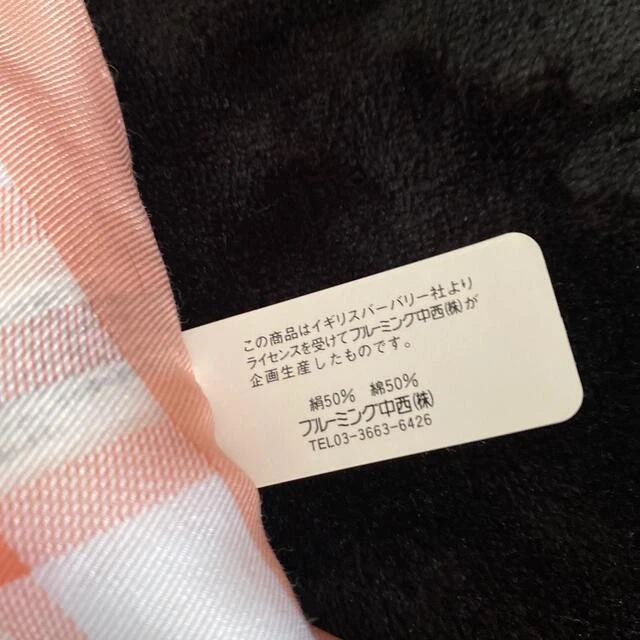 この商品はイギリスバーバリー社より
ライセンスを受けてブルーミング中西㈱が
企画生産したものです。
絹50% 綿50%
ブルーミング中西㈱
TEL03-3663-6426